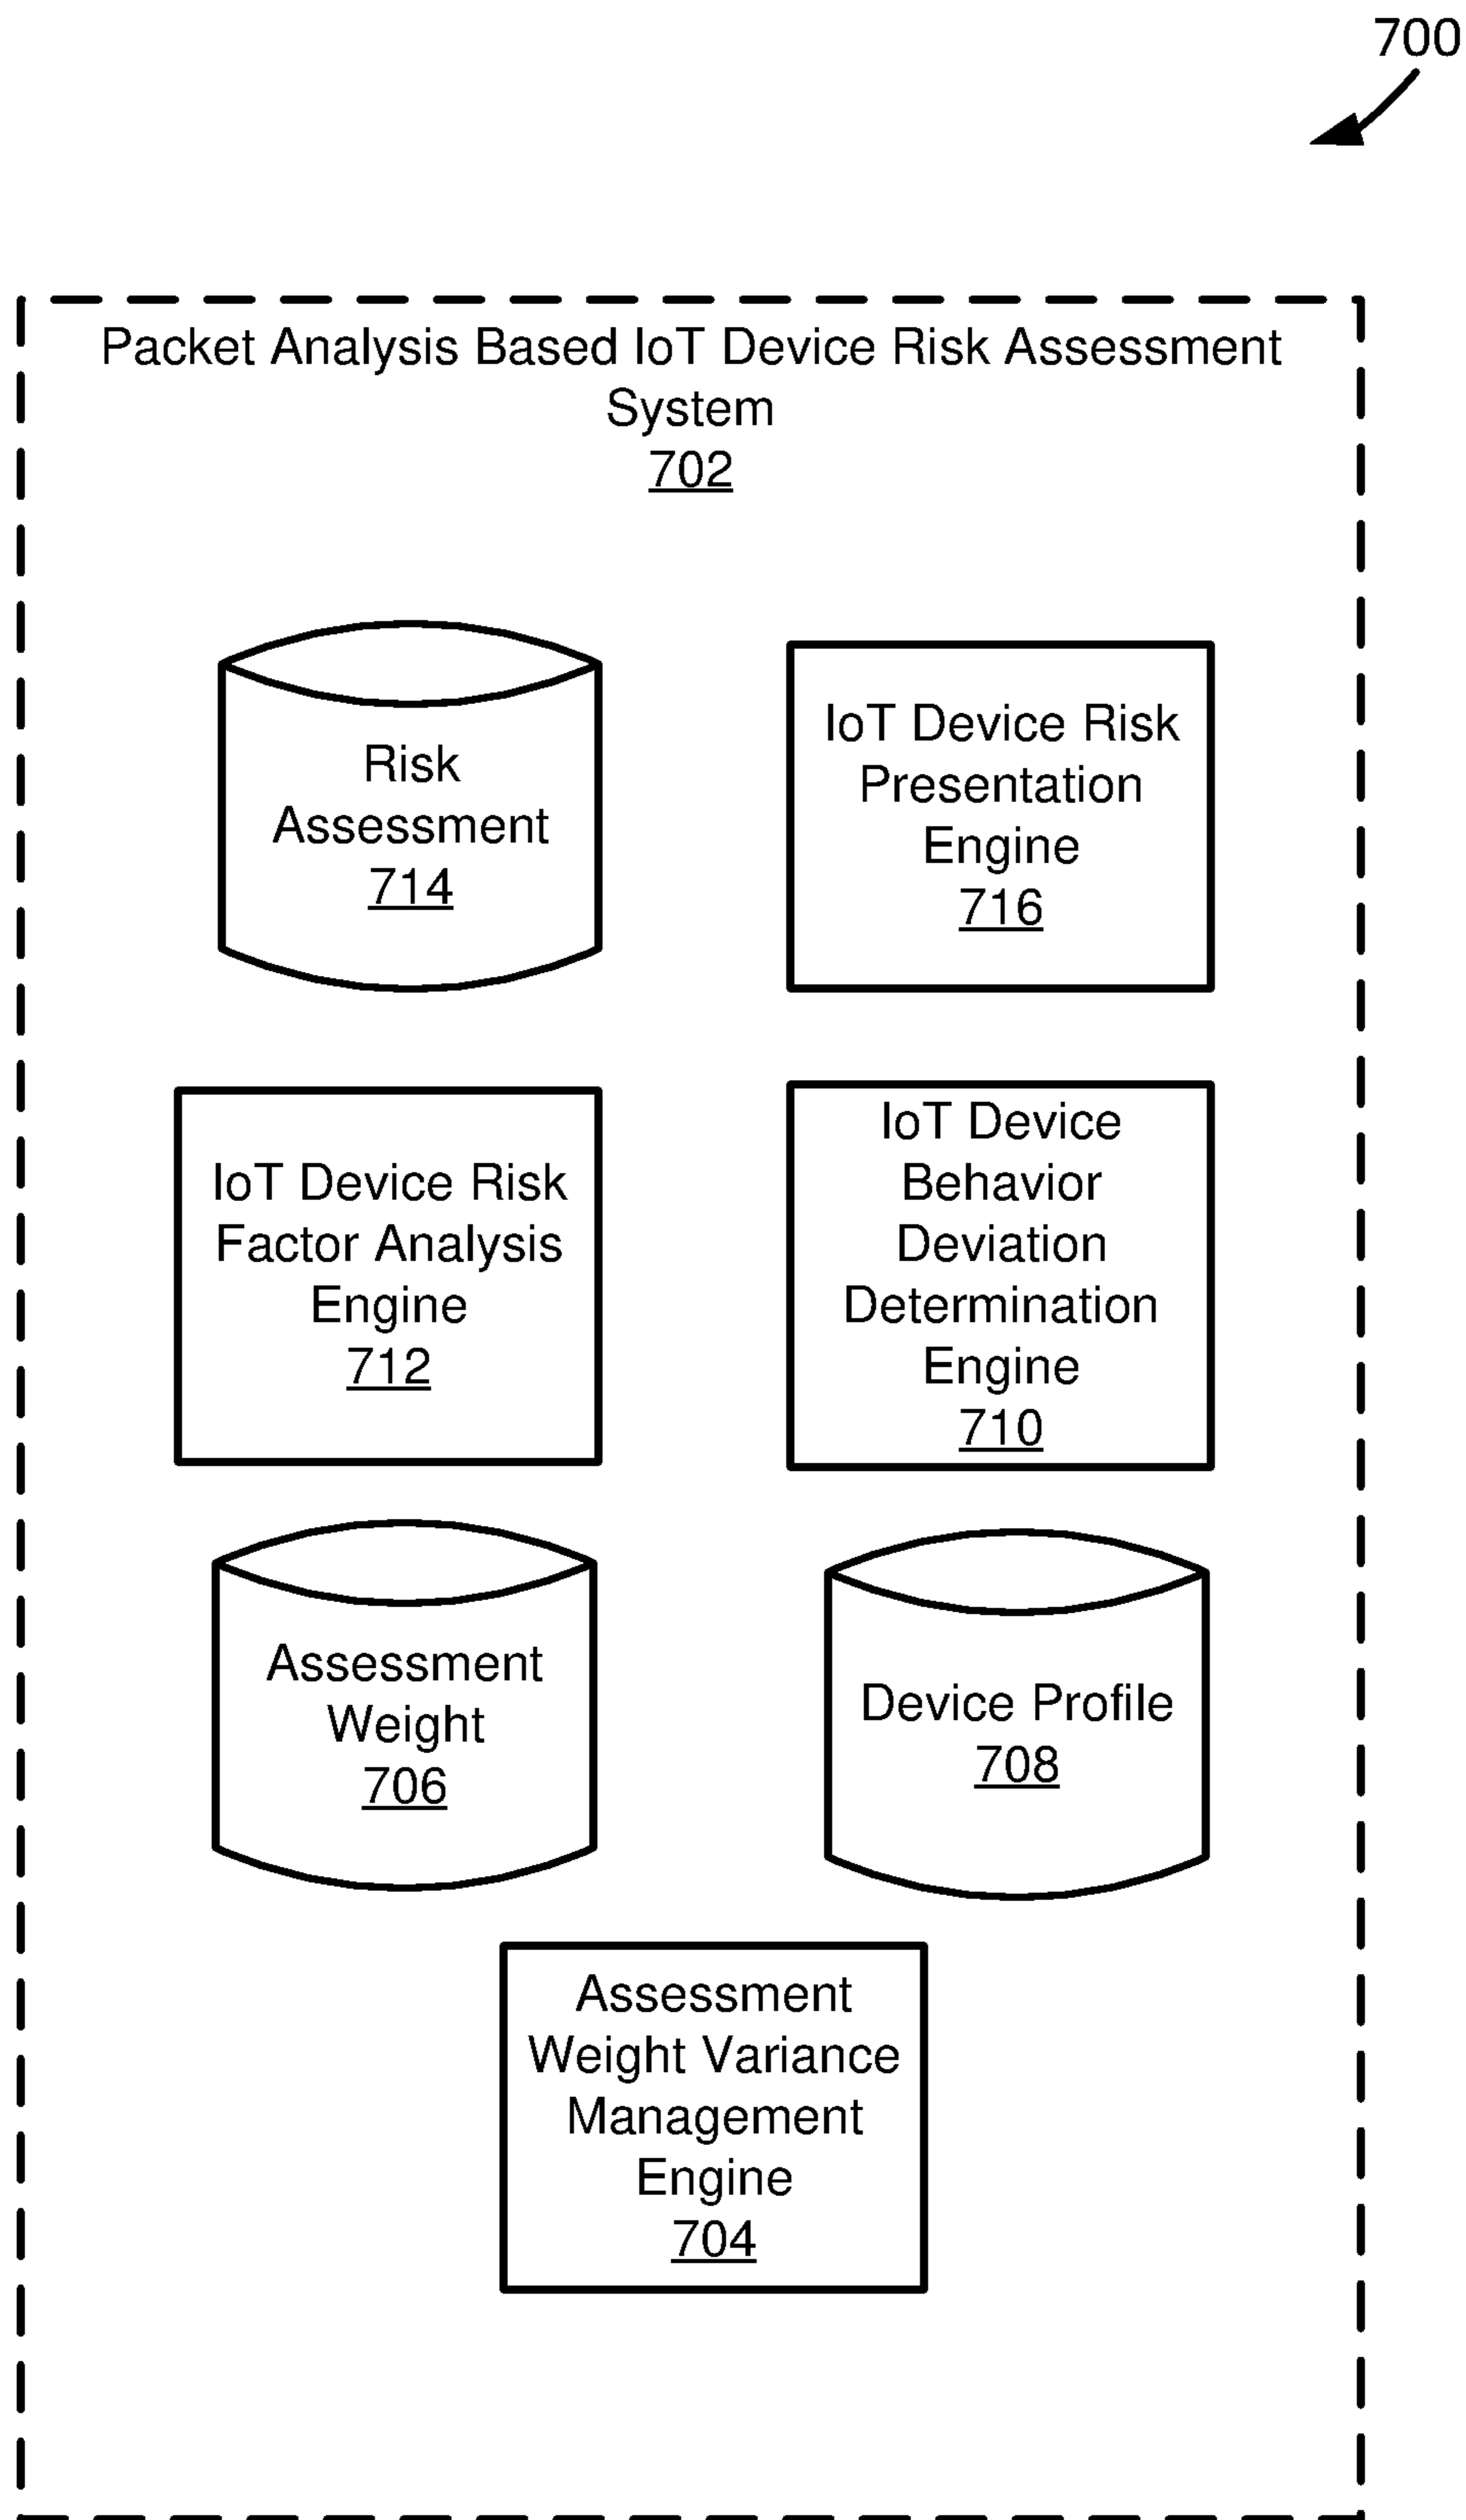 700
Packet Analysis Based IoT Device Risk Assessment
System
702
Risk
Assessment
714
IoT Device Risk
Presentation
Engine
716
IoT Device Risk
Factor Analysis
Engine
712
IoT Device
Behavior
Deviation
Determination
Engine
710
Assessment
Weight
706
Device Profile
708
Assessment
Weight Variance
Management
Engine
704